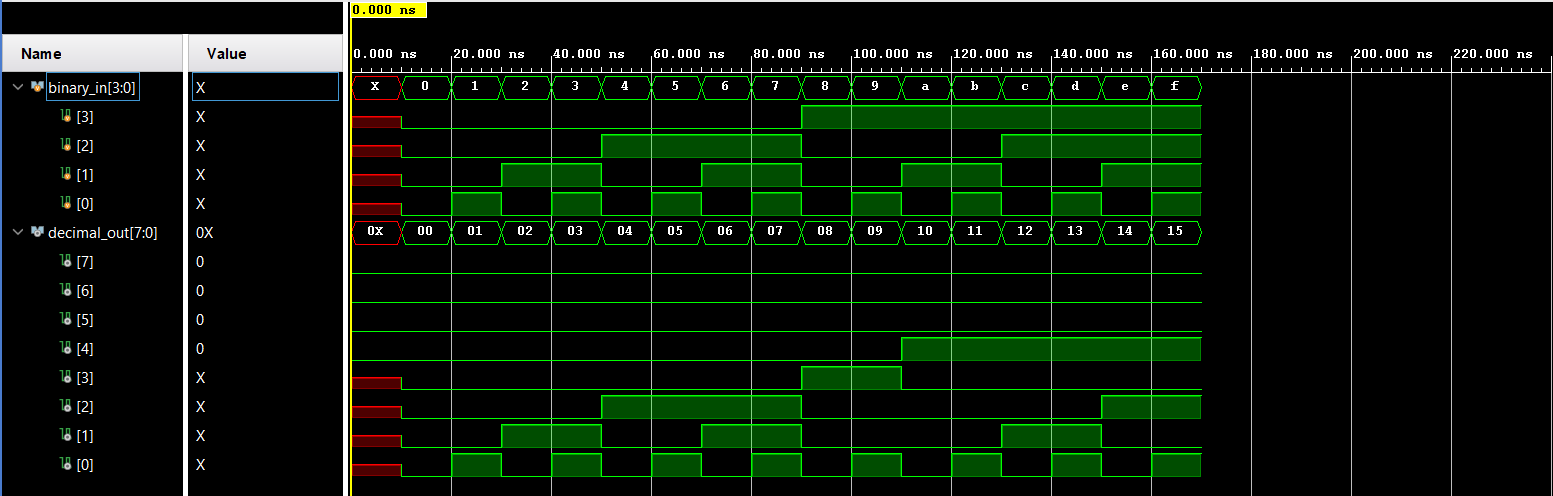 0.000 ns
Name Value 0.000 ns 20.000 ns 40.000 ns 60.000 ns 80.000 ns 100.000 ns 120.000 ns 140.000 ns 160.000 ns 180.000 ns 200.000 ns 220.000 ns
binary_in[3:0] X X 0 1 2 3 4 5 6 7 8 9 a b c d e f
[3] X
[2] X
[1] X
[0] X
decimal_out[7:0] 0X 0X 00 01 02 03 04 05 06 07 08 09 10 11 12 13 14 15
[7] 0
[6] 0
[5] 0
[4] 0
[3] X
[2] X
[1] X
[0] X